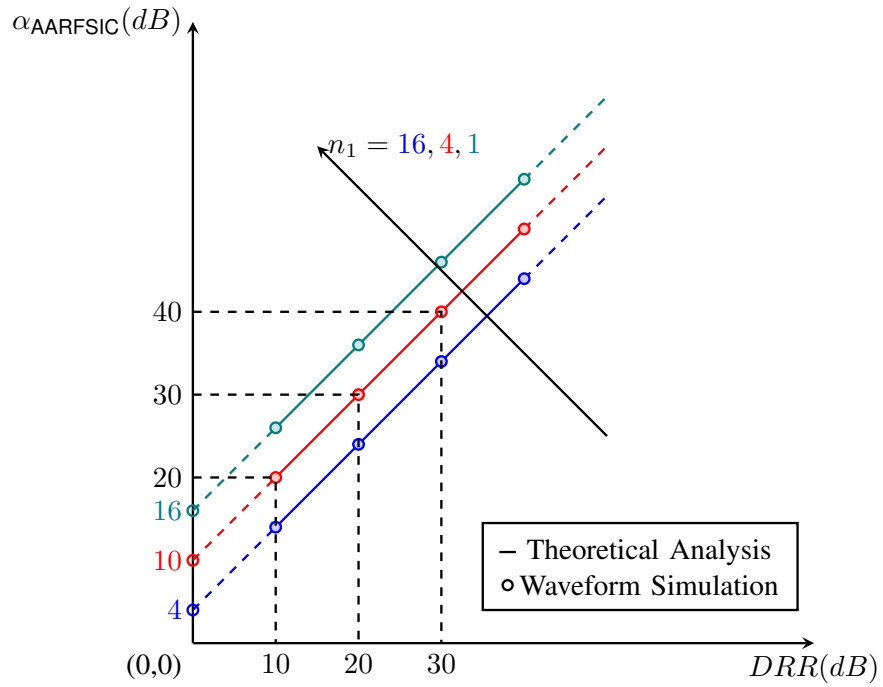 α_AARFSIC(dB)
n₁ = 16, 4, 1
40
30
20
16
10
4
— Theoretical Analysis
Waveform Simulation
(0,0)
10
20
30
DRR(dB)